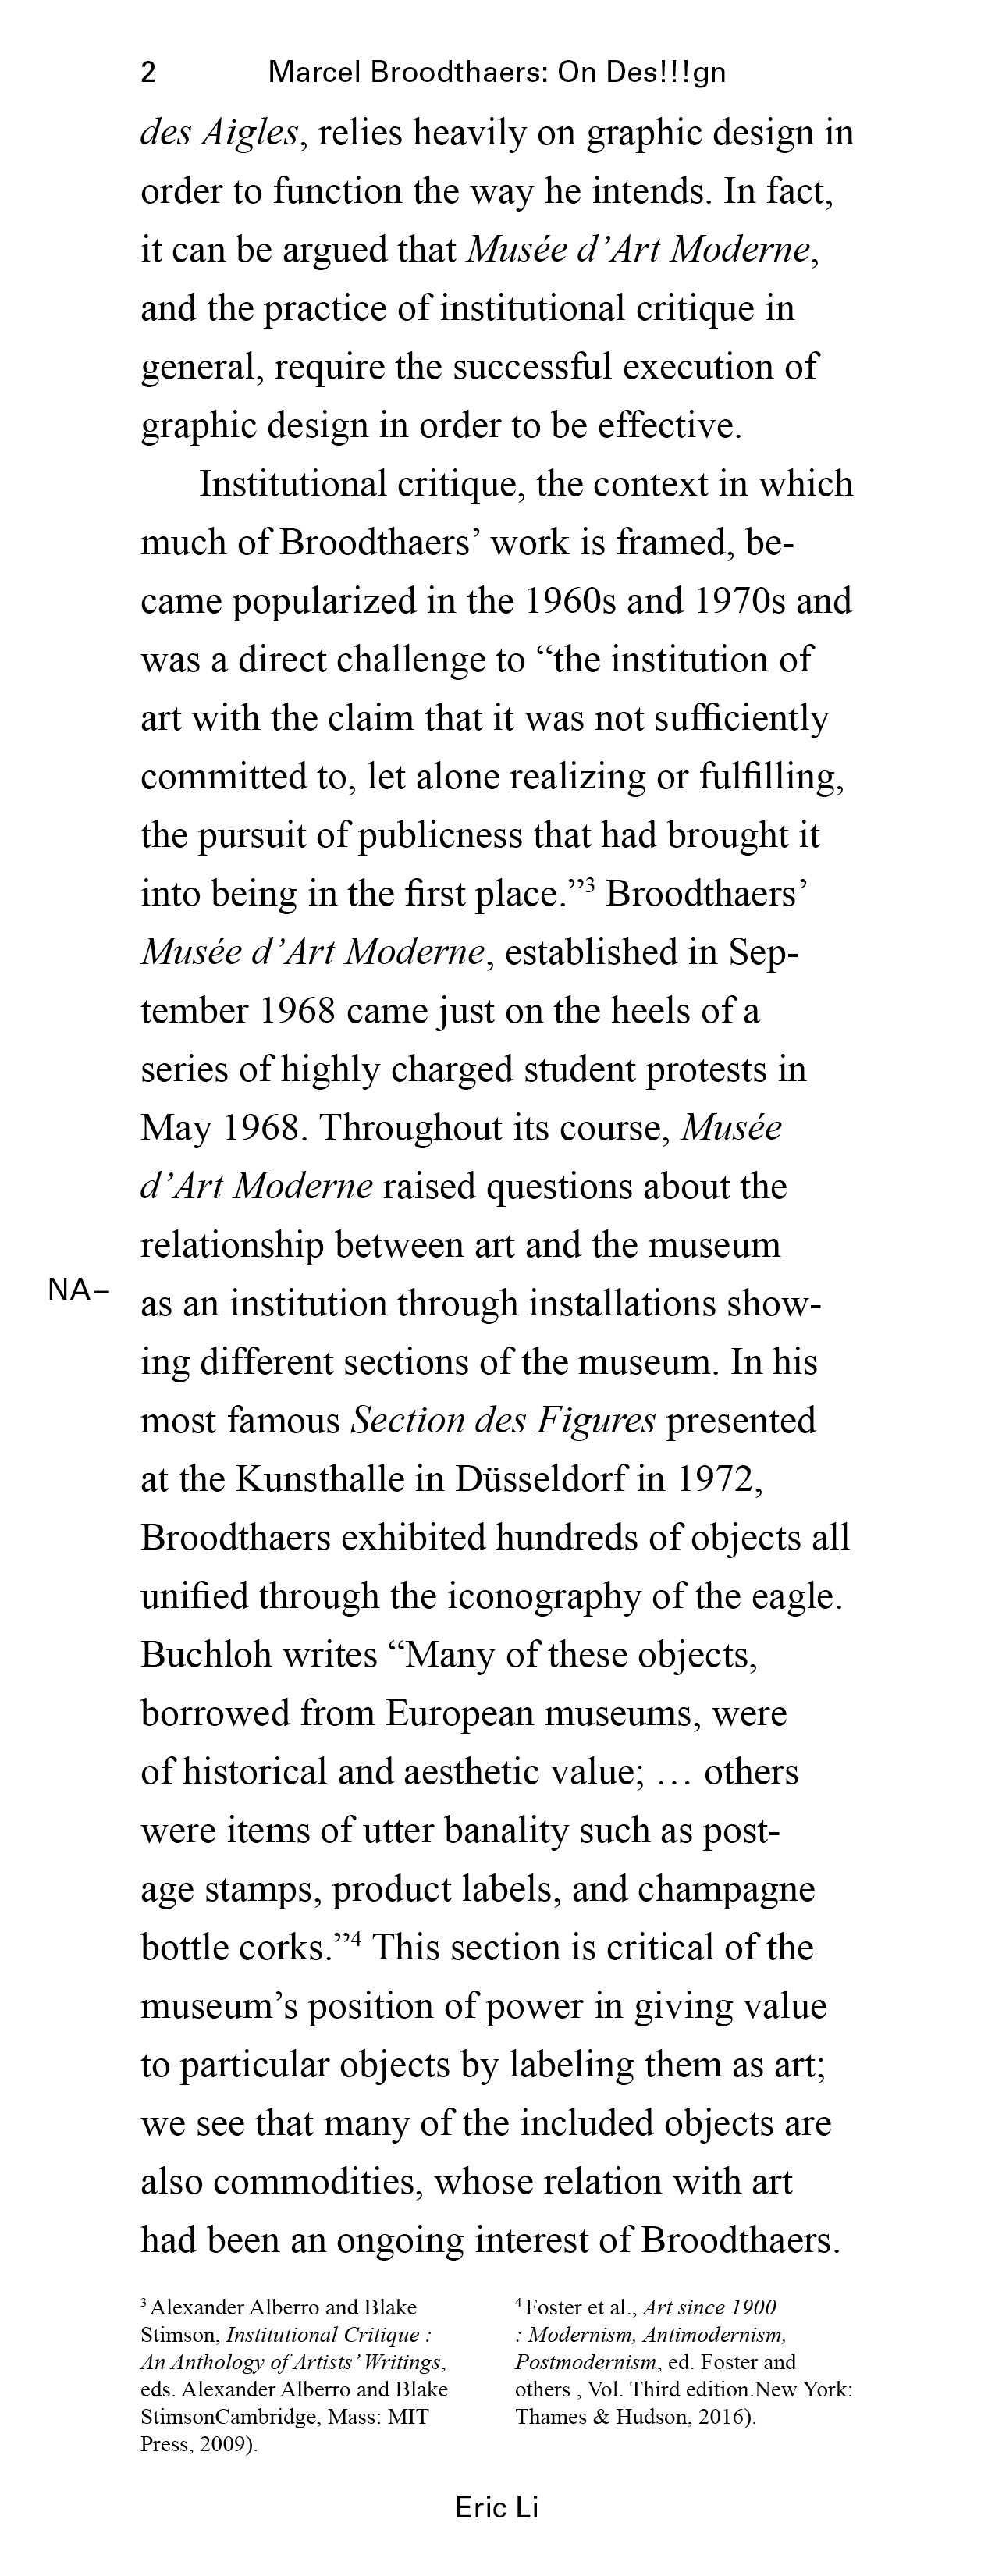 2 Marcel Broodthaers: On Des!!!gn
des Aigles, relies heavily on graphic design in
order to function the way he intends. In fact,
it can be argued that Musée d’Art Moderne,
and the practice of institutional critique in
general, require the successful execution of
graphic design in order to be effective.
Institutional critique, the context in which
much of Broodthaers’ work is framed, be-
came popularized in the 1960s and 1970s and
was a direct challenge to “the institution of
art with the claim that it was not sufficiently
committed to, let alone realizing or fulfilling,
the pursuit of publicness that had brought it
into being in the first place.”³ Broodthaers’
Musée d’Art Moderne, established in Sep-
tember 1968 came just on the heels of a
series of highly charged student protests in
May 1968. Throughout its course, Musée
d’Art Moderne raised questions about the
relationship between art and the museum
NA–
as an institution through installations show-
ing different sections of the museum. In his
most famous Section des Figures presented
at the Kunsthalle in Düsseldorf in 1972,
Broodthaers exhibited hundreds of objects all
unified through the iconography of the eagle.
Buchloh writes “Many of these objects,
borrowed from European museums, were
of historical and aesthetic value; … others
were items of utter banality such as post-
age stamps, product labels, and champagne
bottle corks.”⁴ This section is critical of the
museum’s position of power in giving value
to particular objects by labeling them as art;
we see that many of the included objects are
also commodities, whose relation with art
had been an ongoing interest of Broodthaers.
³ Alexander Alberro and Blake
Stimson, Institutional Critique :
An Anthology of Artists’ Writings,
eds. Alexander Alberro and Blake
StimsonCambridge, Mass: MIT
Press, 2009).
⁴ Foster et al., Art since 1900
: Modernism, Antimodernism,
Postmodernism, ed. Foster and
others , Vol. Third edition.New York:
Thames & Hudson, 2016).
Eric Li